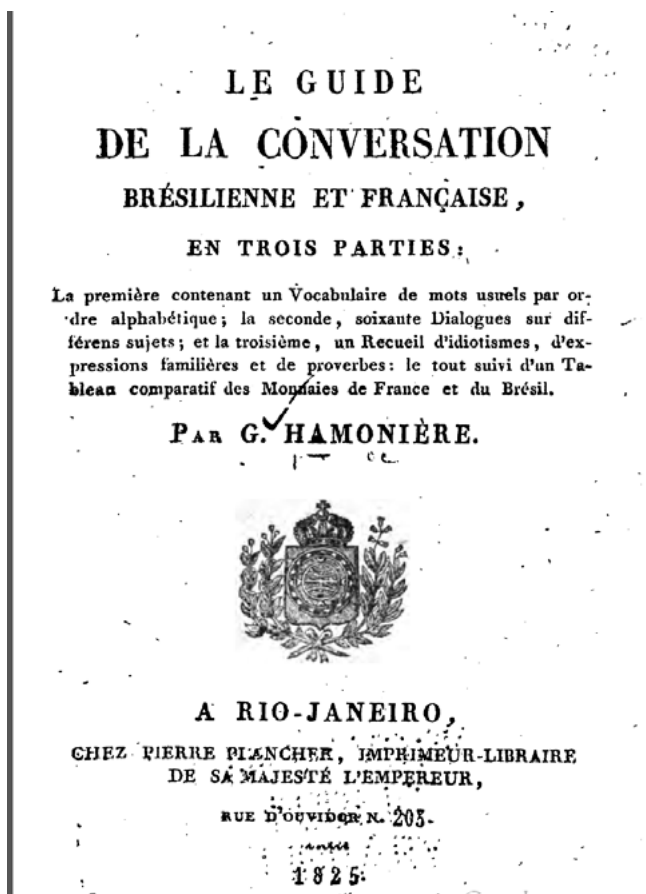 LE GUIDE
DE LA CONVERSATION
BRÉSILIENNE ET FRANÇAISE,
EN TROIS PARTIES:
La première contenant un Vocabulaire de mots usuels par or-
dre alphabétique; la seconde, soixante Dialogues sur dif-
férens sujets; et la troisième, un Recueil d'idiotismes, d'ex-
pressions familières et de proverbes: le tout suivi d'un Ta-
bleau comparatif des Monnaies de France et du Brésil.
PAR G. HAMONIÈRE.
A RIO-JANEIRO,
CHEZ PIERRE PLANCHER, IMPRIMEUR-LIBRAIRE
DE SA MAJESTÉ L'EMPEREUR,
RUE D'OUVIDOR N. 203.
1825.